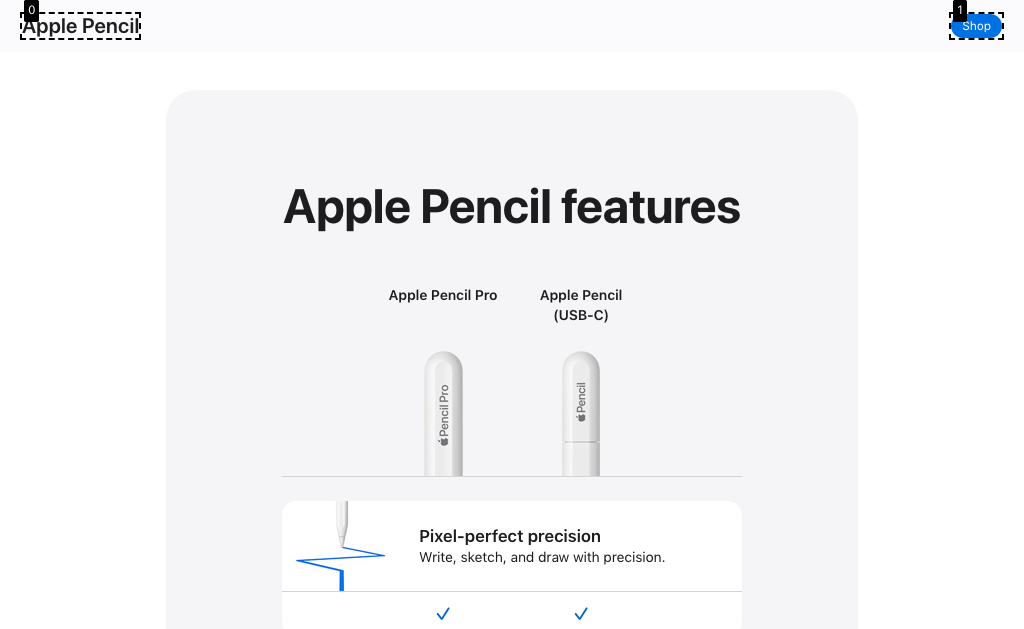 0
1
Apple Pencil
Shop
Apple Pencil features
Apple Pencil Pro
Apple Pencil
(USB-C)
Pencil Pro
Pencil
Pixel-perfect precision
Write, sketch, and draw with precision.